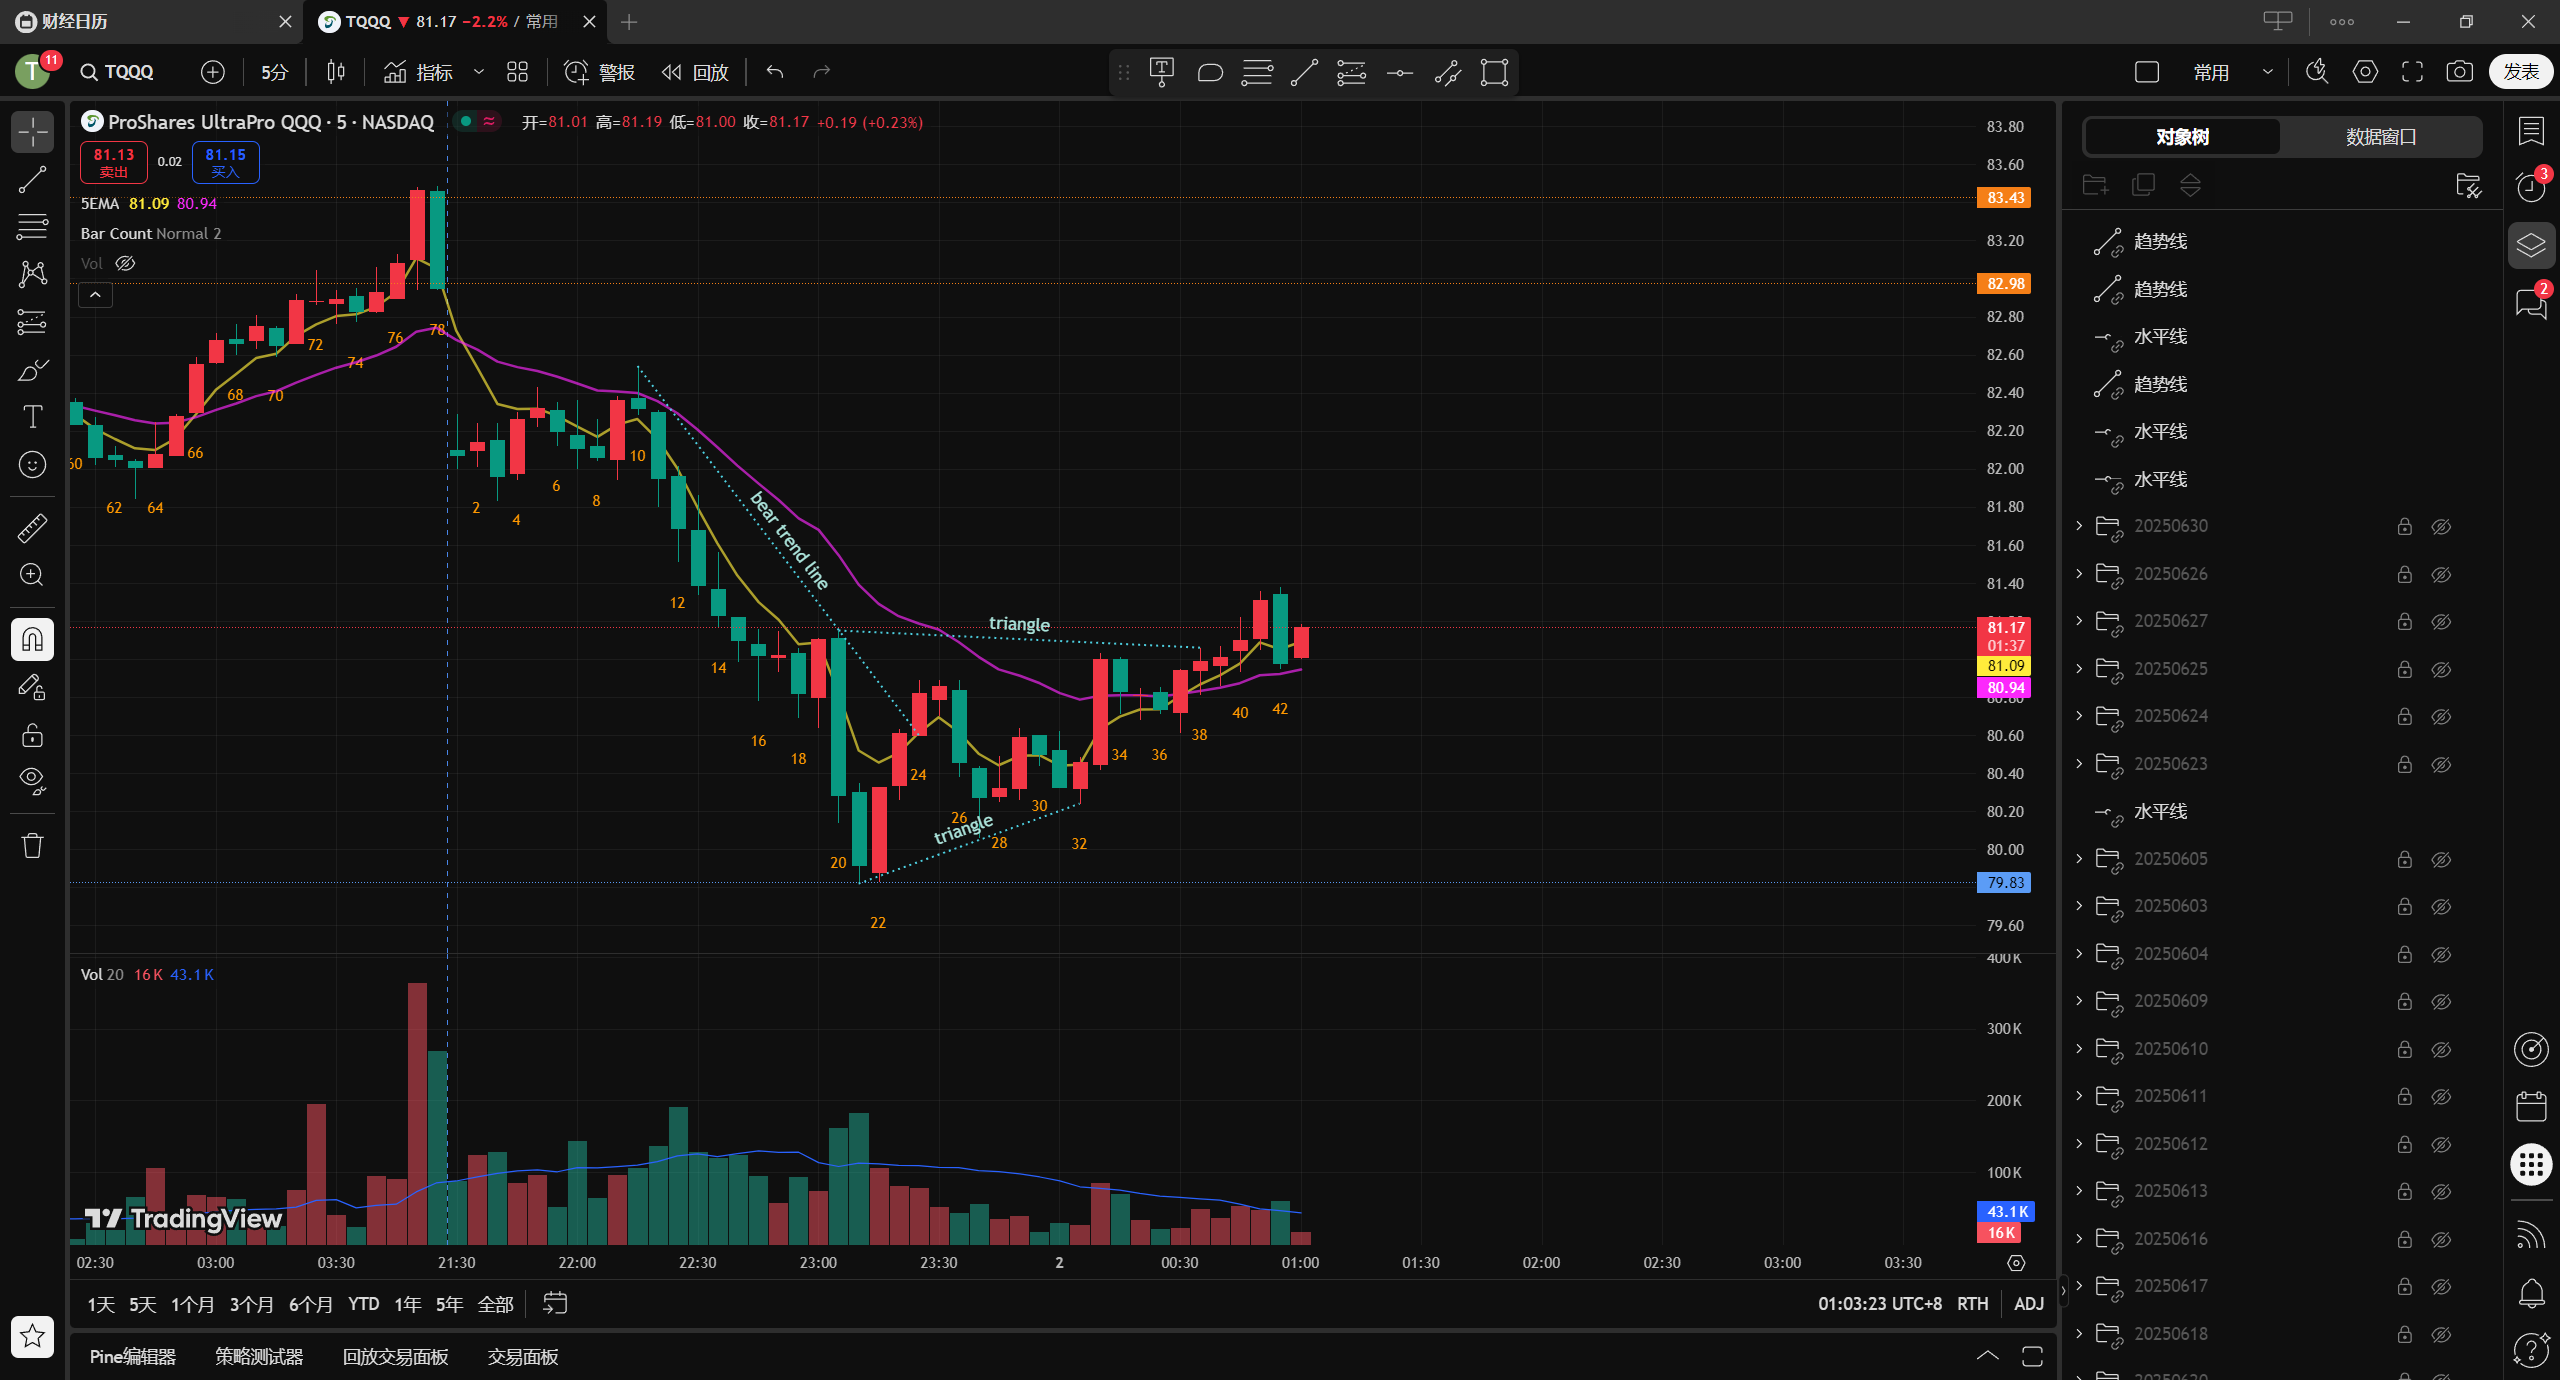 财经日历
TQQQ ▼ 81.17 −2.2% / 常用
T
11
TQQQ
5分
指标
警报
回放
常用
发表
ProShares UltraPro QQQ · 5 · NASDAQ
开=81.01 高=81.19 低=81.00 收=81.17 +0.19 (+0.23%)
81.13
卖出
0.02
81.15
买入
5EMA 81.09 80.94
Bar Count Normal 2
Vol
60
62
64
66
68
70
72
74
76
78
2
4
6
8
10
12
14
16
18
20
22
24
26
28
30
32
34
36
38
40
42
bear trend line
triangle
triangle
83.80
83.60
83.43
83.20
82.98
82.80
82.60
82.40
82.20
82.00
81.80
81.60
81.40
81.17
01:37
81.09
80.94
80.60
80.40
80.20
80.00
79.83
79.60
Vol 20 16 K 43.1 K
400 K
300 K
200 K
100 K
43.1 K
16 K
TradingView
02:30
03:00
03:30
21:30
22:00
22:30
23:00
23:30
2
00:30
01:00
01:30
02:00
02:30
03:00
03:30
1天 5天 1个月 3个月 6个月 YTD 1年 5年 全部
01:03:23 UTC+8 RTH ADJ
Pine编辑器 策略测试器 回放交易面板 交易面板
对象树
数据窗口
趋势线
趋势线
水平线
趋势线
水平线
水平线
20250630
20250626
20250627
20250625
20250624
20250623
水平线
20250605
20250603
20250604
20250609
20250610
20250611
20250612
20250613
20250616
20250617
20250618
3
2